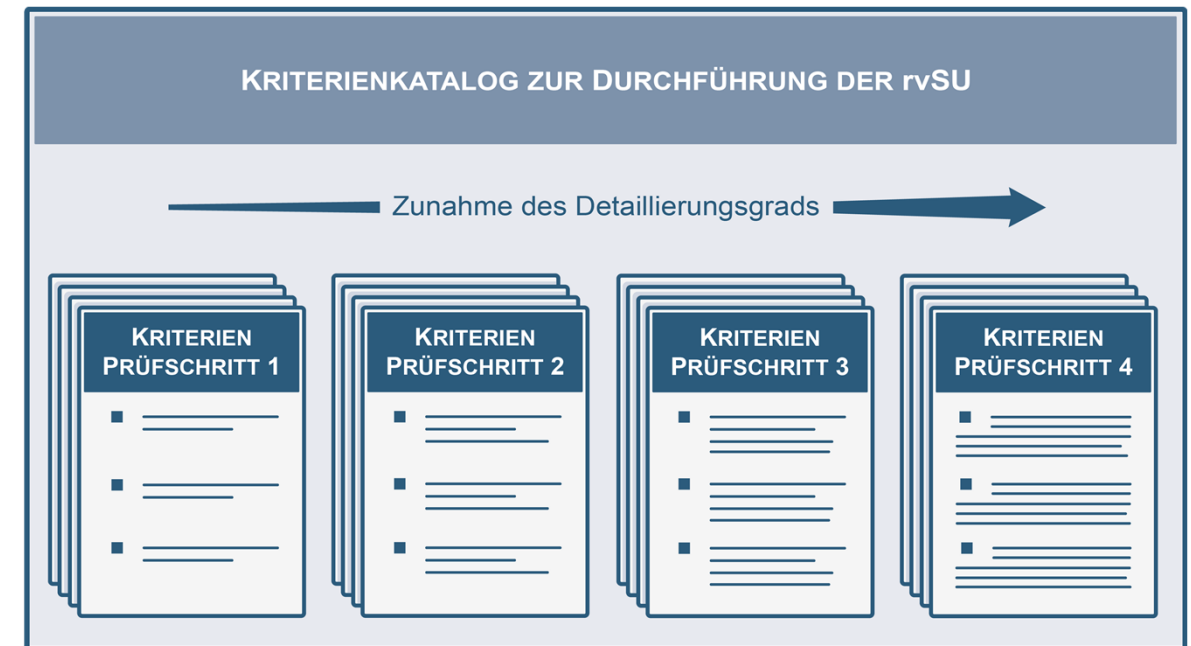 KRITERIENKATALOG ZUR DURCHFÜHRUNG DER rvSU
Zunahme des Detaillierungsgrads
KRITERIEN
PRÜFSCHRITT 1
KRITERIEN
PRÜFSCHRITT 2
KRITERIEN
PRÜFSCHRITT 3
KRITERIEN
PRÜFSCHRITT 4